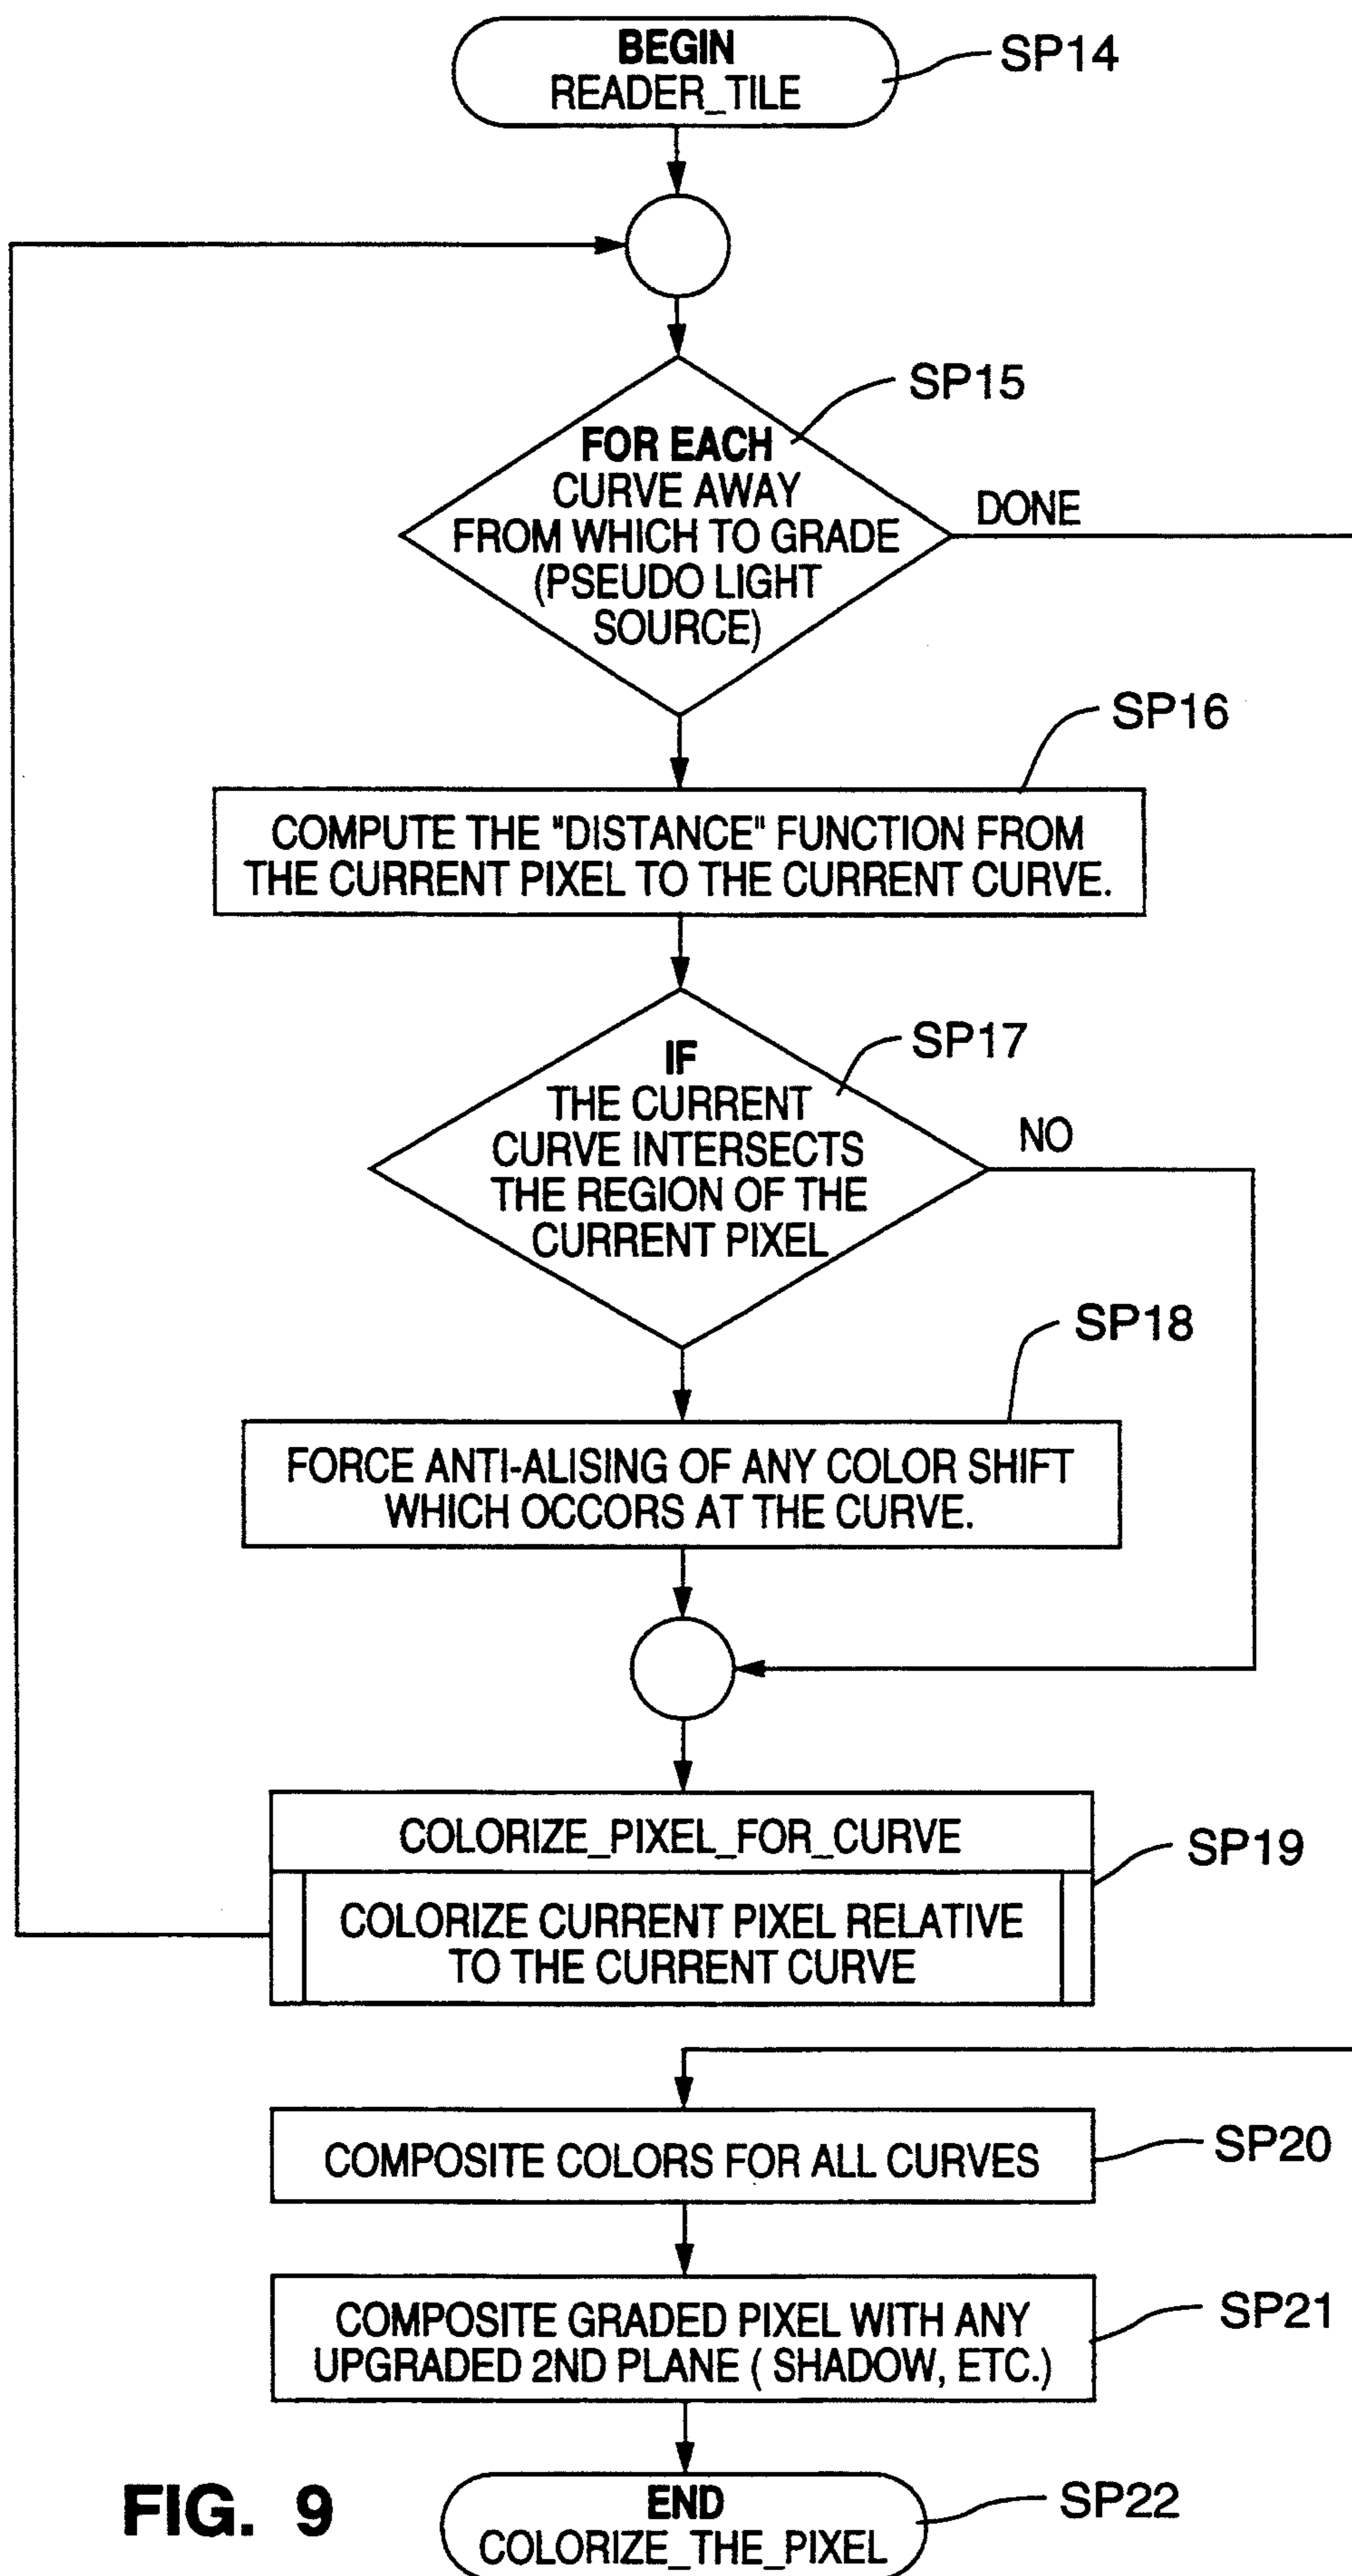 BEGIN
READER_TILE
SP14
SP15
FOR EACH
CURVE AWAY
FROM WHICH TO GRADE
(PSEUDO LIGHT
SOURCE)
DONE
SP16
COMPUTE THE "DISTANCE" FUNCTION FROM
THE CURRENT PIXEL TO THE CURRENT CURVE.
SP17
IF
THE CURRENT
CURVE INTERSECTS
THE REGION OF THE
CURRENT PIXEL
NO
SP18
FORCE ANTI-ALISING OF ANY COLOR SHIFT
WHICH OCCORS AT THE CURVE.
COLORIZE_PIXEL_FOR_CURVE
SP19
COLORIZE CURRENT PIXEL RELATIVE
TO THE CURRENT CURVE
COMPOSITE COLORS FOR ALL CURVES
SP20
COMPOSITE GRADED PIXEL WITH ANY
UPGRADED 2ND PLANE ( SHADOW, ETC.)
SP21
END
COLORIZE_THE_PIXEL
SP22
FIG. 9